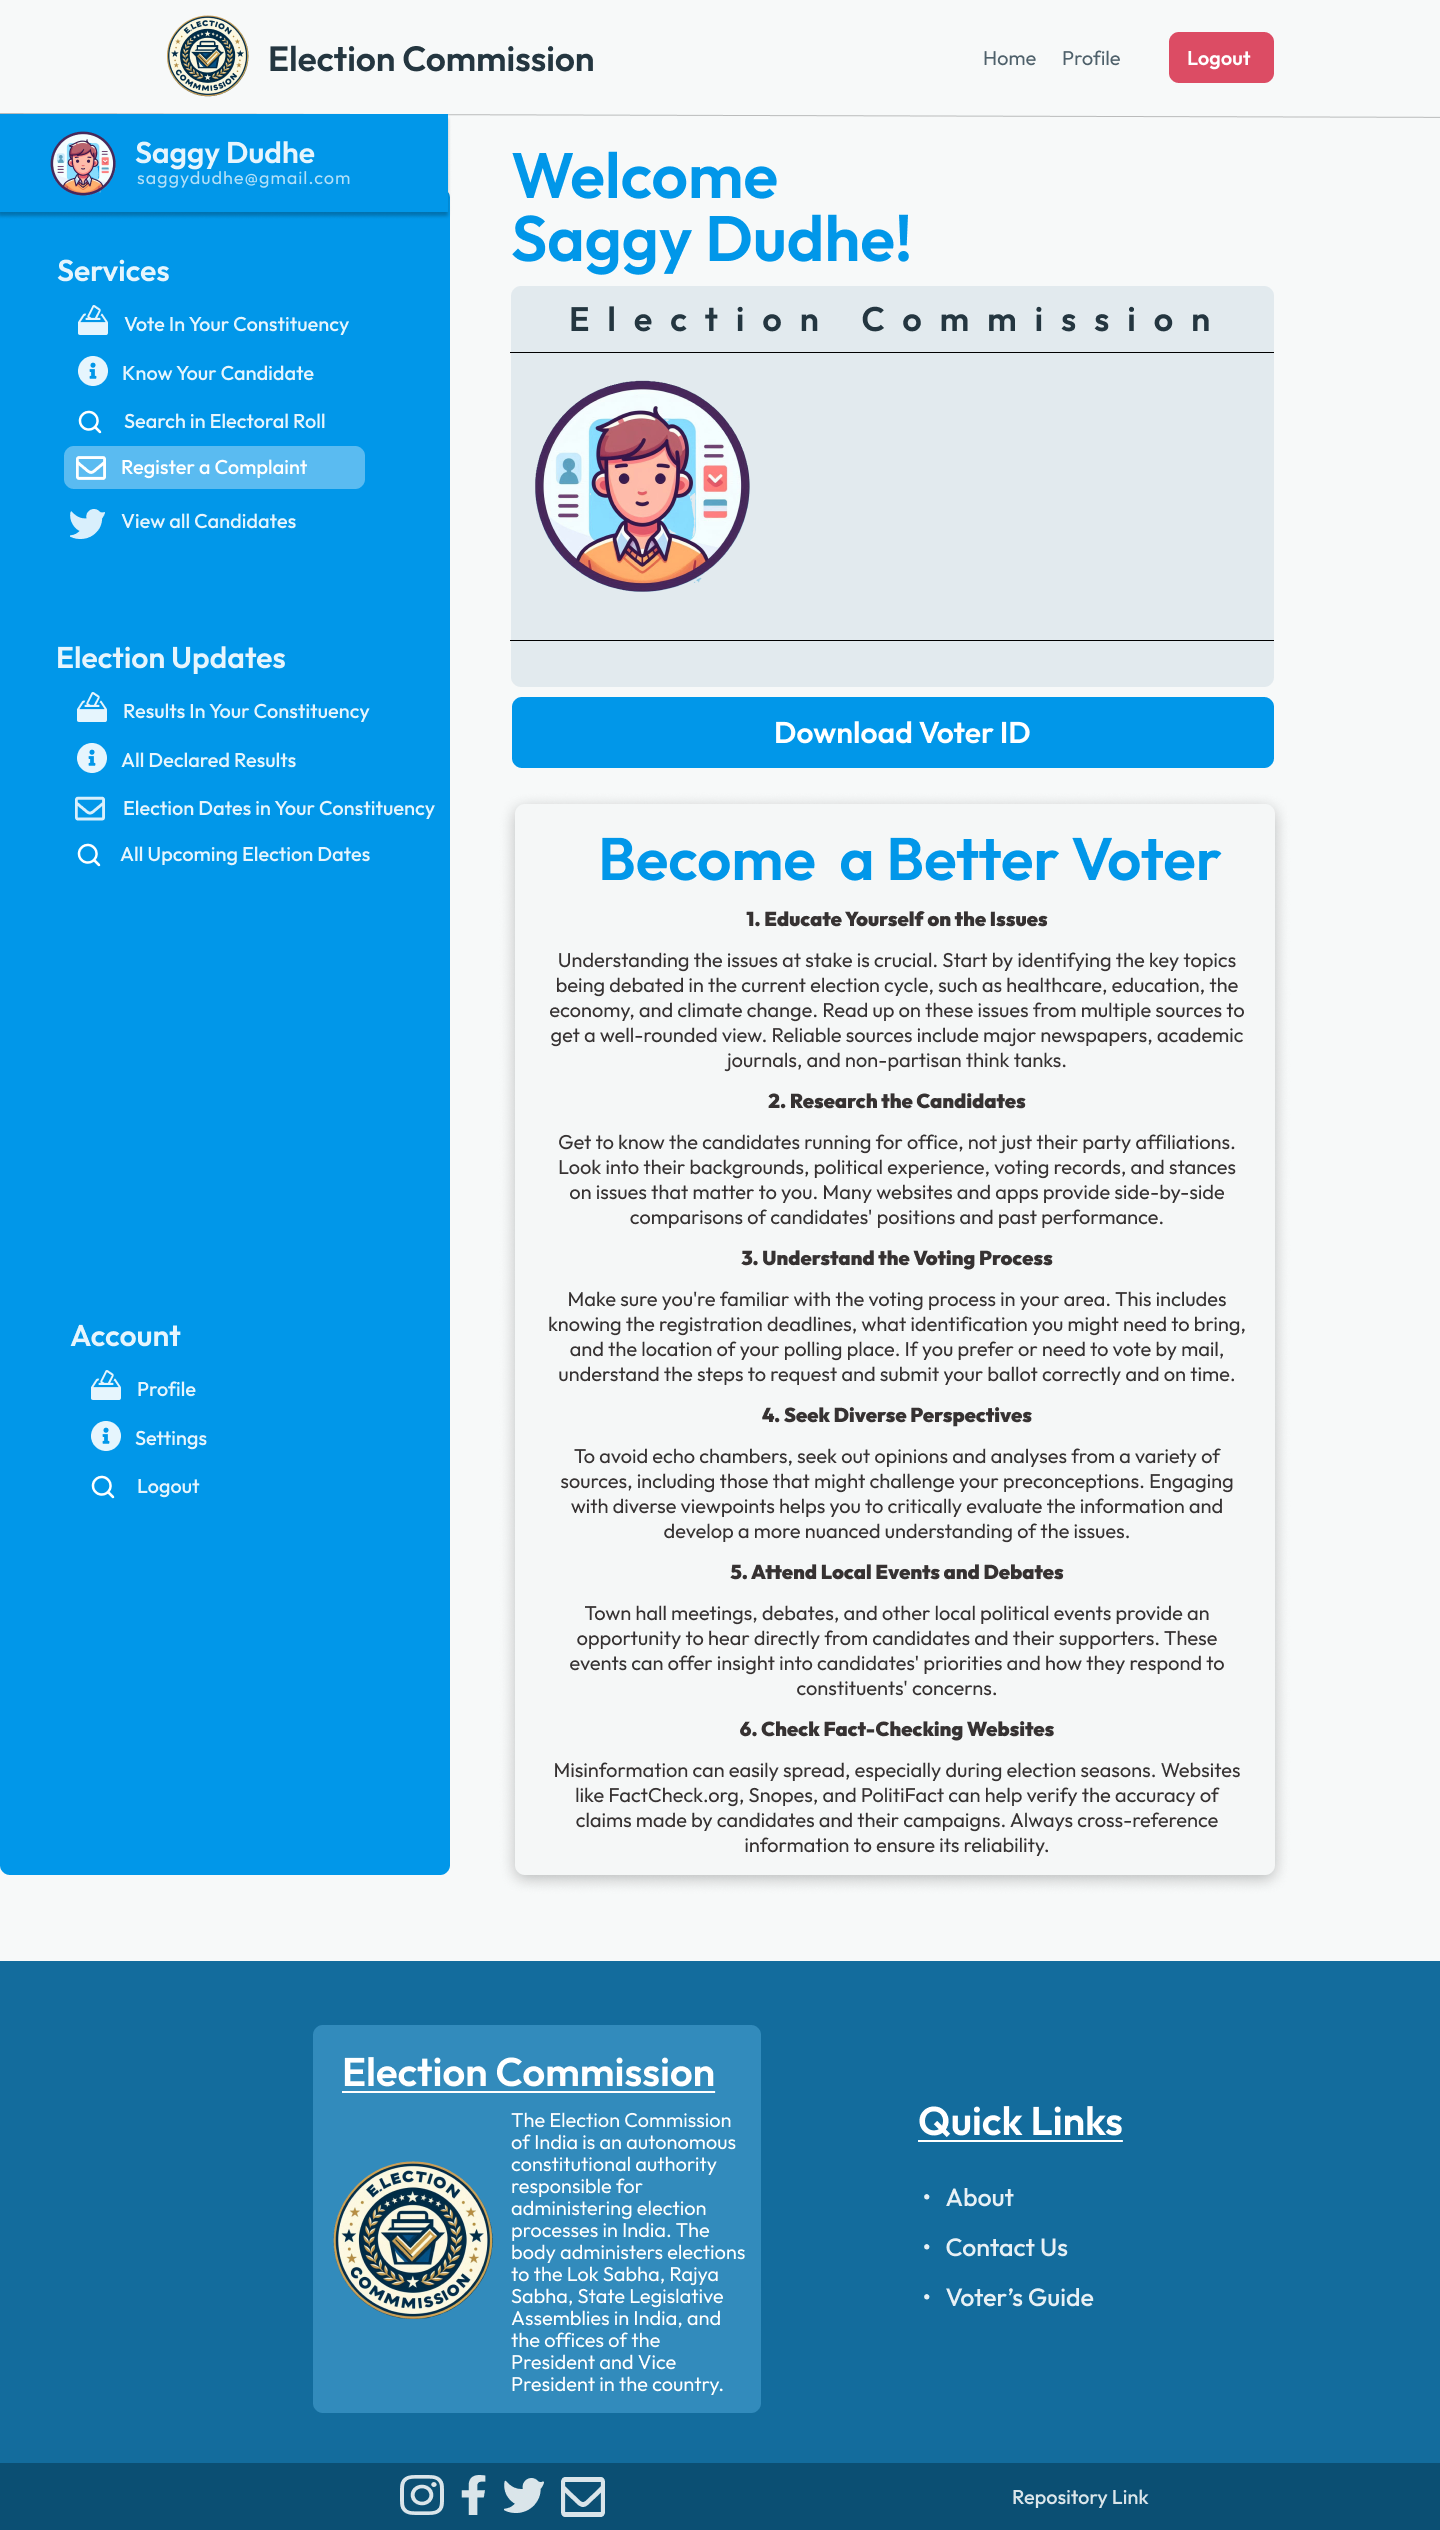 E.LECTION
COMMMISSION
Election Commission
Home
Profile
Logout
Saggy Dudhe
saggydudhe@gmail.com
Services
Vote In Your Constituency
Know Your Candidate
Search in Electoral Roll
Register a Complaint
View all Candidates
Election Updates
Results In Your Constituency
All Declared Results
Election Dates in Your Constituency
All Upcoming Election Dates
Account
Profile
Settings
Logout
Welcome
Saggy Dudhe!
Election Commission
Download Voter ID
Become a Better Voter
1. Educate Yourself on the Issues
Understanding the issues at stake is crucial. Start by identifying the key topics
being debated in the current election cycle, such as healthcare, education, the
economy, and climate change. Read up on these issues from multiple sources to
get a well-rounded view. Reliable sources include major newspapers, academic
journals, and non-partisan think tanks.
2. Research the Candidates
Get to know the candidates running for office, not just their party affiliations.
Look into their backgrounds, political experience, voting records, and stances
on issues that matter to you. Many websites and apps provide side-by-side
comparisons of candidates' positions and past performance.
3. Understand the Voting Process
Make sure you're familiar with the voting process in your area. This includes
knowing the registration deadlines, what identification you might need to bring,
and the location of your polling place. If you prefer or need to vote by mail,
understand the steps to request and submit your ballot correctly and on time.
4. Seek Diverse Perspectives
To avoid echo chambers, seek out opinions and analyses from a variety of
sources, including those that might challenge your preconceptions. Engaging
with diverse viewpoints helps you to critically evaluate the information and
develop a more nuanced understanding of the issues.
5. Attend Local Events and Debates
Town hall meetings, debates, and other local political events provide an
opportunity to hear directly from candidates and their supporters. These
events can offer insight into candidates' priorities and how they respond to
constituents' concerns.
6. Check Fact-Checking Websites
Misinformation can easily spread, especially during election seasons. Websites
like FactCheck.org, Snopes, and PolitiFact can help verify the accuracy of
claims made by candidates and their campaigns. Always cross-reference
information to ensure its reliability.
Election Commission
E.LECTION
COMMMISSION
The Election Commission
of India is an autonomous
constitutional authority
responsible for
administering election
processes in India. The
body administers elections
to the Lok Sabha, Rajya
Sabha, State Legislative
Assemblies in India, and
the offices of the
President and Vice
President in the country.
Quick Links
• About
• Contact Us
• Voter’s Guide
Repository Link